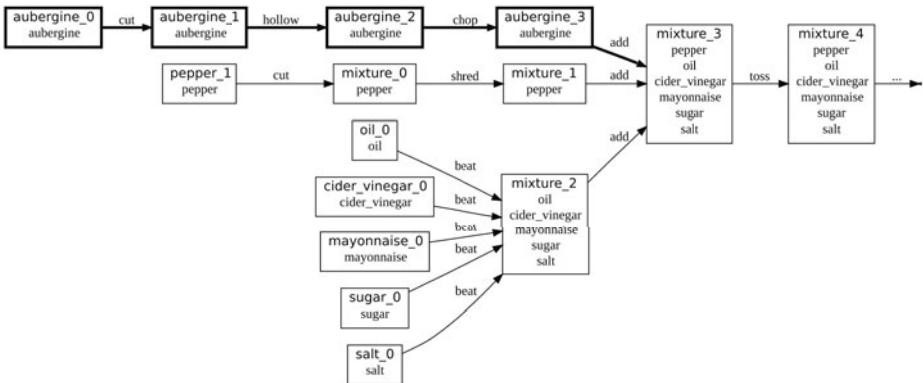 aubergine_0
aubergine
cut
aubergine_1
aubergine
hollow
aubergine_2
aubergine
chop
aubergine_3
aubergine
add
mixture_3
pepper
oil
cider_vinegar
mayonnaise
sugar
salt
toss
mixture_4
pepper
oil
cider_vinegar
mayonnaise
sugar
salt
...
pepper_1
pepper
cut
mixture_0
pepper
shred
mixture_1
pepper
add
oil_0
oil
beat
cider_vinegar_0
cider_vinegar
beat
mayonnaise_0
mayonnaise
beat
sugar_0
sugar
beat
salt_0
salt
beat
mixture_2
oil
cider_vinegar
mayonnaise
sugar
salt
add